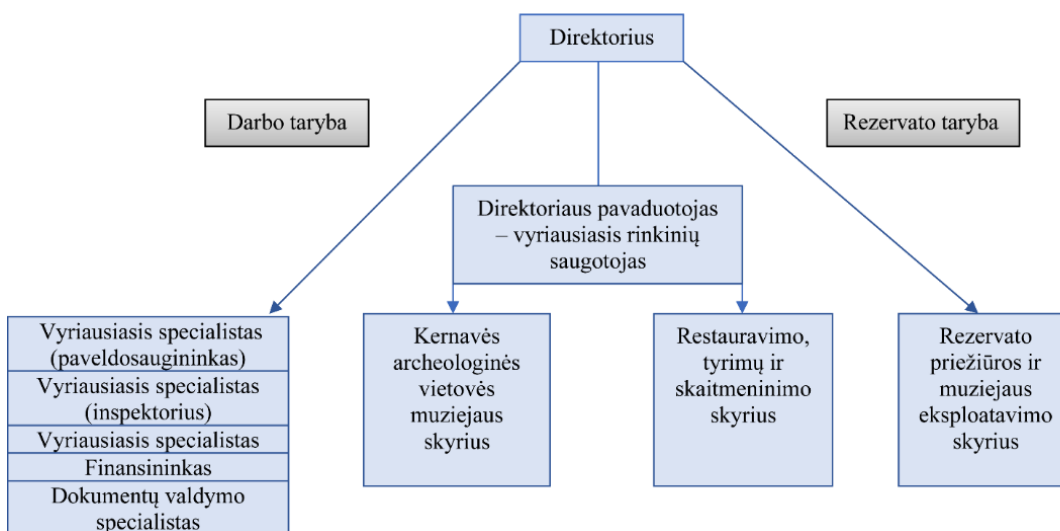 Direktorius
Darbo taryba
Rezervato taryba
Direktoriaus pavaduotojas
– vyriausiasis rinkinių
saugotojas
Vyriausiasis specialistas
(paveldosaugininkas)
Vyriausiasis specialistas
(inspektorius)
Vyriausiasis specialistas
Finansininkas
Dokumentų valdymo
specialistas
Kernavės
archeologinės
vietovės
muziejaus
skyrius
Restauravimo,
tyrimų ir
skaitmeninimo
skyrius
Rezervato
priežiūros ir
muziejaus
eksploatavimo
skyrius